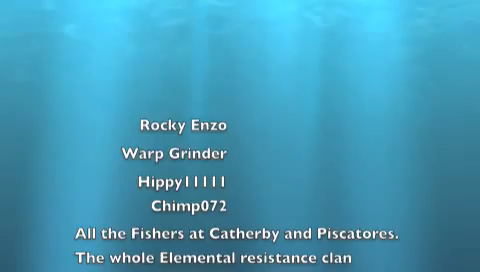 Rocky Enzo
Warp Grinder
Hippy11111
Chimp072
All the Fishers at Catherby and Piscatores.
The whole Elemental resistance clan